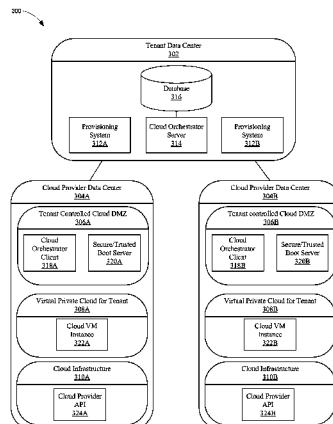 300
Tenant Data Center
302
Database
316
Provisioning
System
312A
Cloud Orchestrator
Server
314
Provisioning
System
312B
Cloud Provider Data Center
304A
Tenant Controlled Cloud DMZ
306A
Cloud
Orchestrator
Client
318A
Secure/Trusted
Boot Server
320A
Virtual Private Cloud for Tenant
308A
Cloud VM
Instance
322A
Cloud Infrastructure
310A
Cloud Provider
API
324A
Cloud Provider Data Center
304B
Tenant controlled Cloud DMZ
306B
Cloud
Orchestrator
Client
318B
Secure/Trusted
Boot Server
320B
Virtual Private Cloud for Tenant
308B
Cloud VM
Instance
322B
Cloud Infrastructure
310B
Cloud Provider
API
324B